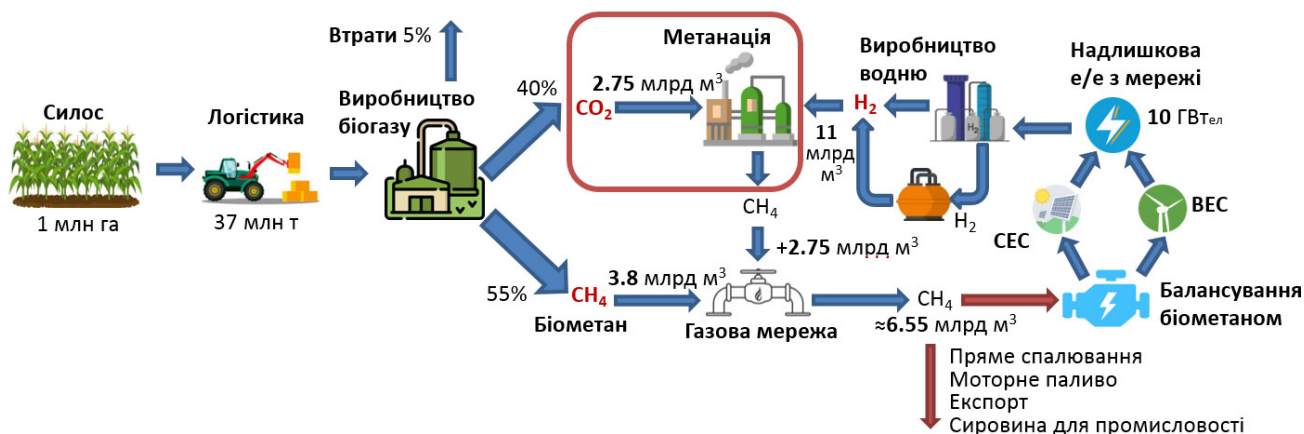 Силос
1 млн га
Логістика
37 млн т
Втрати 5%
Виробництво
біогазу
40%
55%
CO₂
2.75 млрд м³
Метанація
H₂
11
млрд
м³
Виробництво
водню
H₂
H₂
Надлишкова
е/е з мережі
10 ГВтел
СЕС
ВЕС
Балансування
біометаном
CH₄
+2.75 млрд м³
CH₄
Біометан
3.8 млрд м³
Газова мережа
CH₄
≈6.55 млрд м³
Пряме спалювання
Моторне паливо
Експорт
Сировина для промисловості